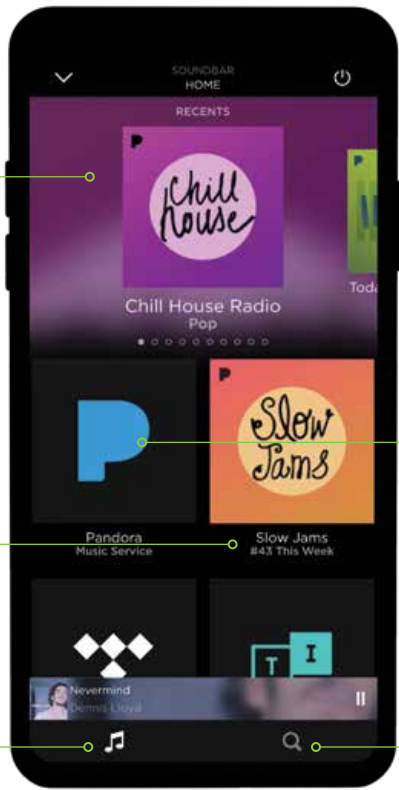 SOUNDBAR
HOME
RECENTS
Chill
house
Chill House Radio
Pop
Toda
Slow
Jams
Pandora
Music Service
Slow Jams
#43 This Week
T I
Nevermind
Dennis Lloyd